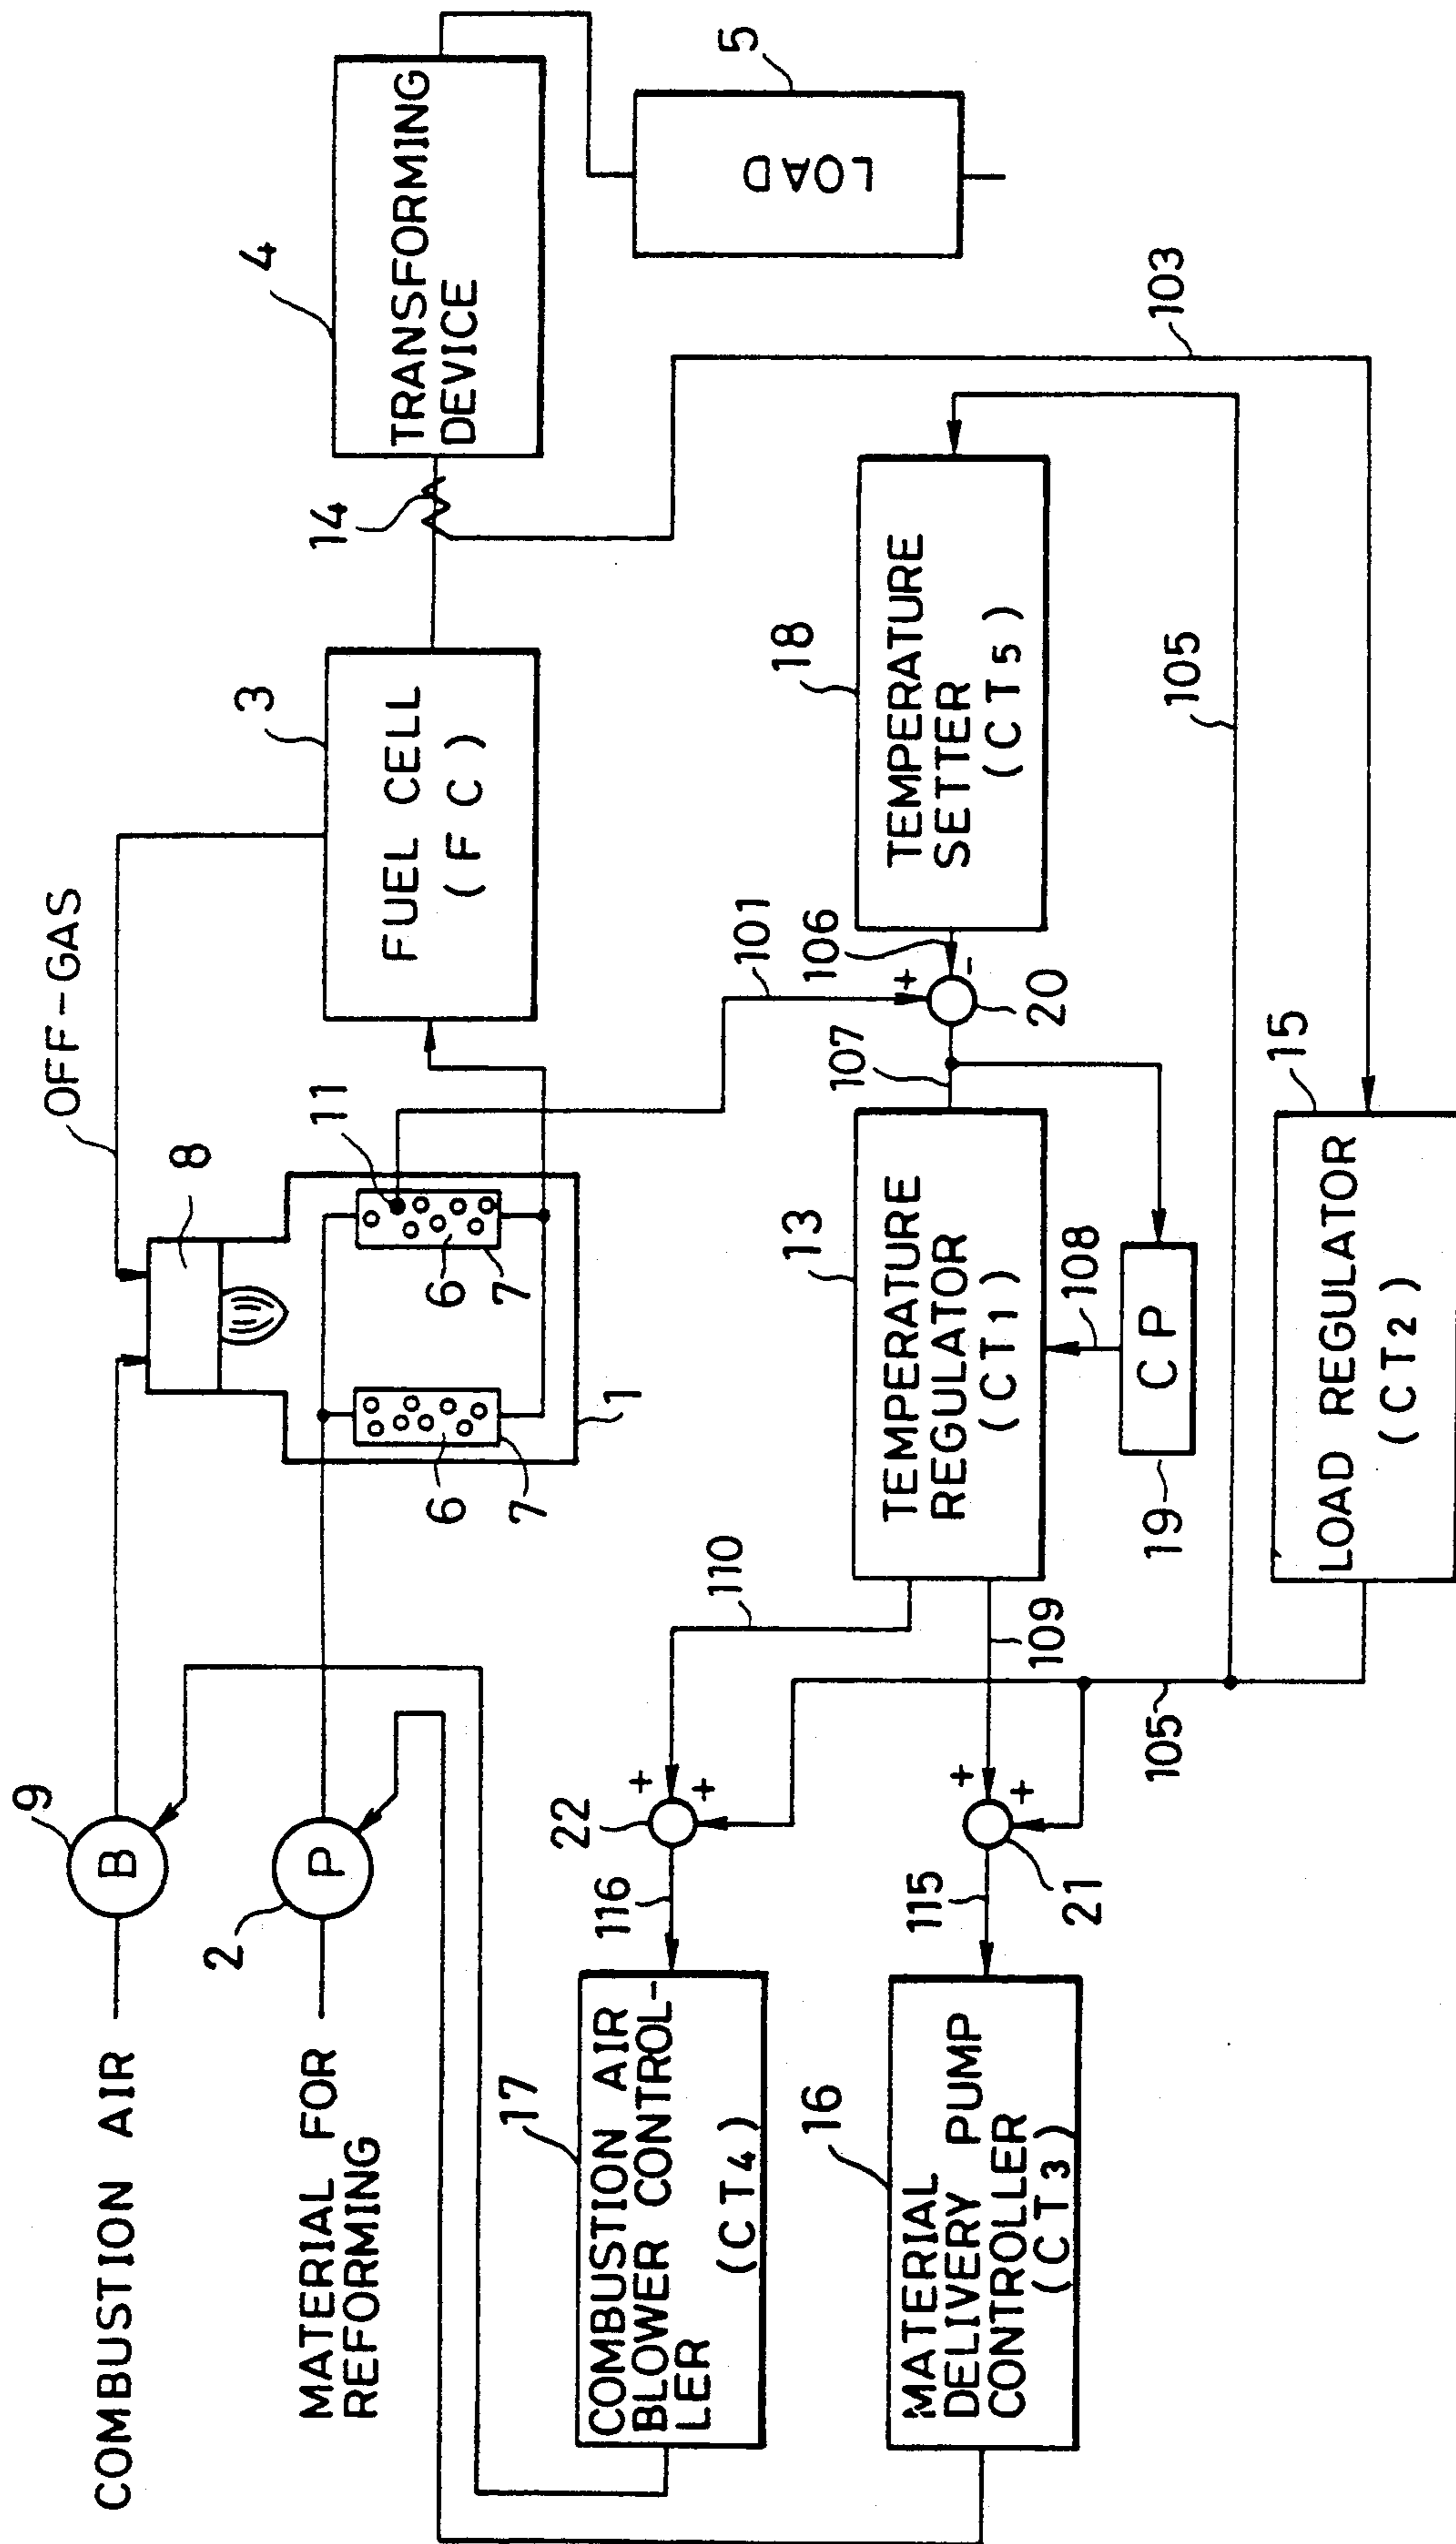 COMBUSTION AIR
9
B
OFF-GAS
8
MATERIAL FOR
REFORMING
2
P
11
6
7
6
7
1
3
FUEL CELL
(FC)
14
4
TRANSFORMING
DEVICE
5
LOAD
17
COMBUSTION AIR
BLOWER CONTROL-
LER
(CT4)
116
22
+
+
110
101
16
MATERIAL
DELIVERY PUMP
CONTROLLER
(CT3)
115
21
+
+
109
13
TEMPERATURE
REGULATOR
(CT1)
107
20
+
-
106
18
TEMPERATURE
SETTER
(CT5)
103
108
CP
19
105
105
15
LOAD REGULATOR
(CT2)